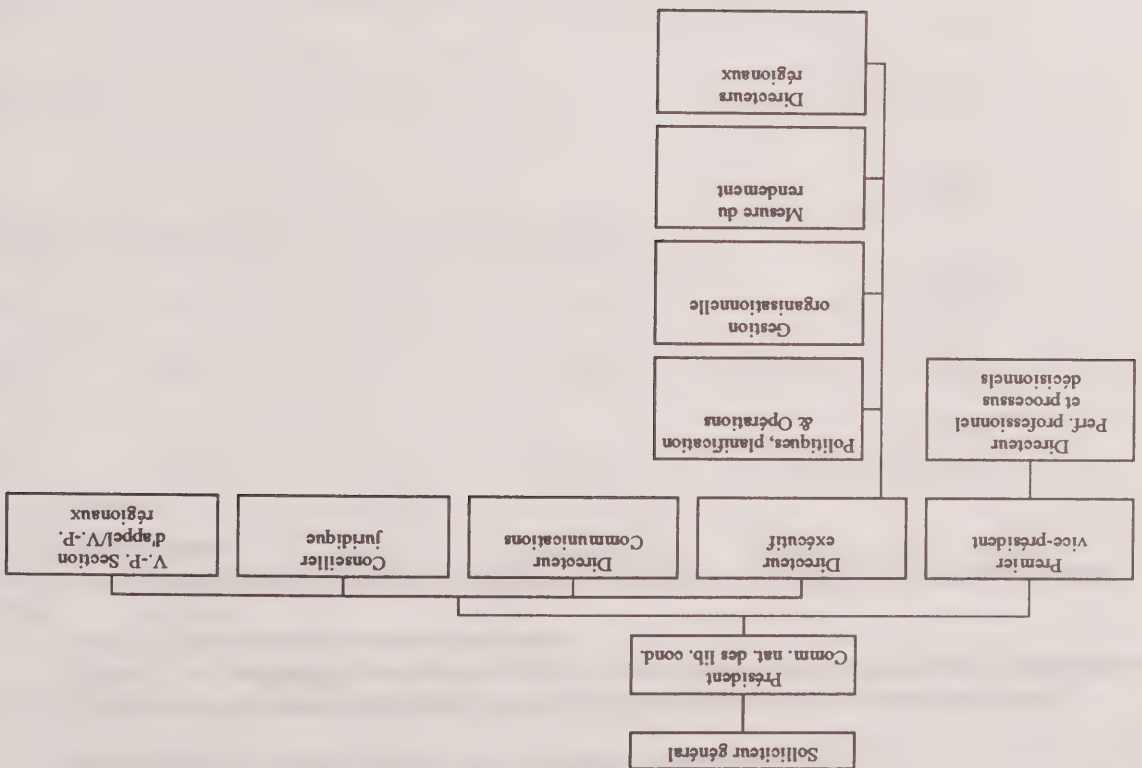 Solliciteur général
Président
Comm. nat. des lib. cond.
Premier
vice-président
Directeur
exécutif
Directeur
Communications
Conseiller
juridique
V.-P. Section
d'appel/V.-P.
régionaux
Directeur
Perf. professionnel
et processus
décisionnels
Politiques, planification
& Opérations
Gestion
organisationnelle
Mesure du
rendement
Directeurs
régionaux